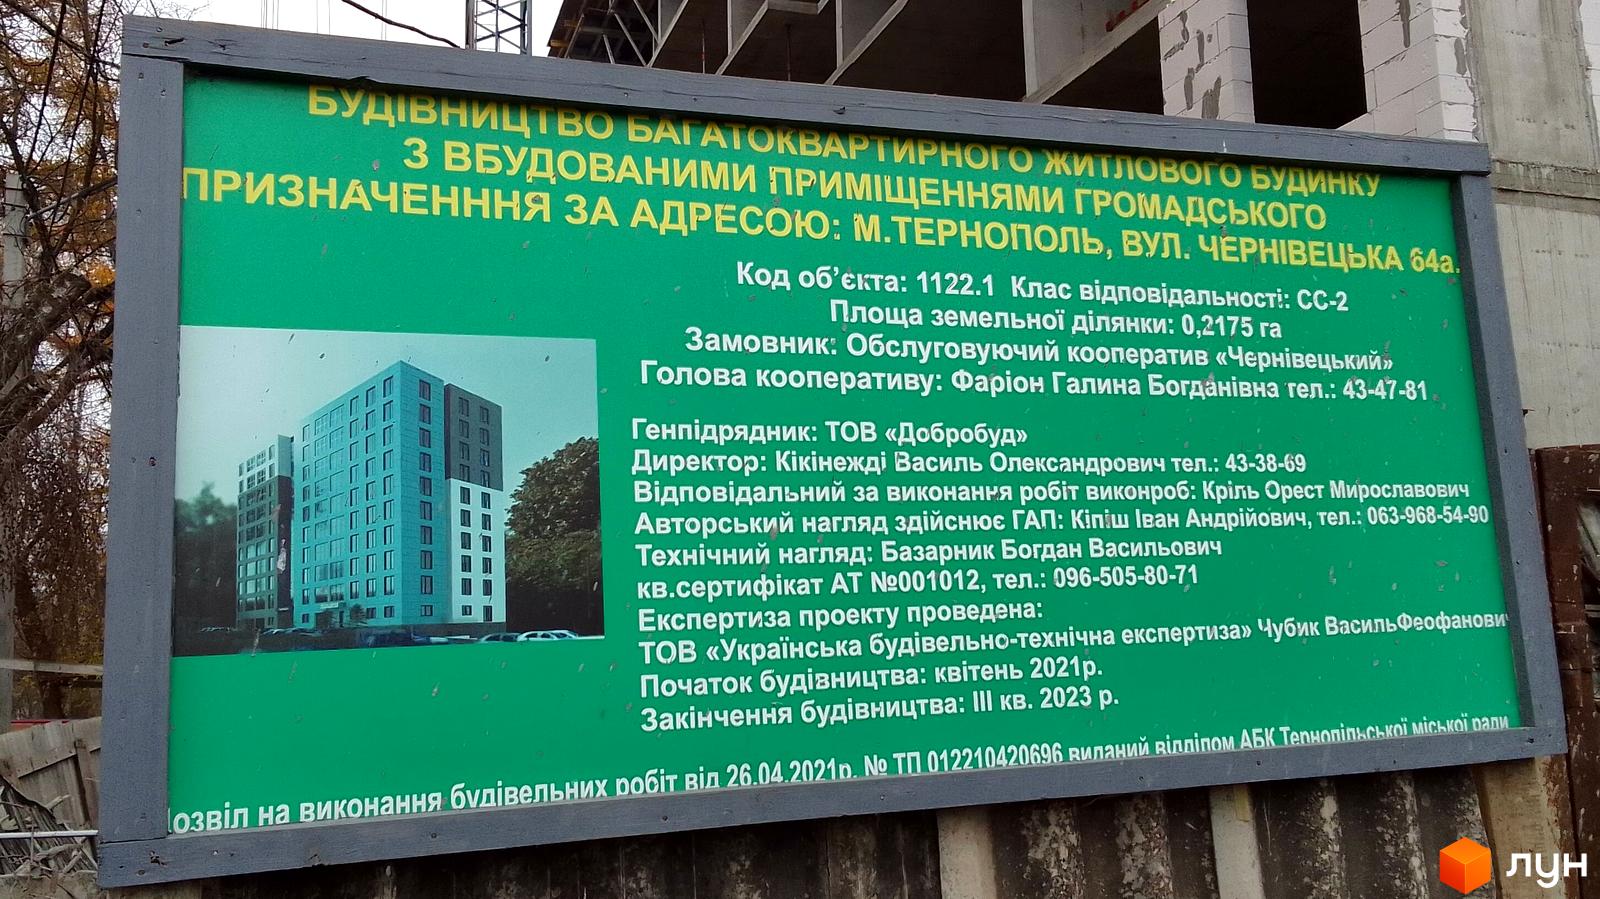 БУДІВНИЦТВО БАГАТОКВАРТИРНОГО ЖИТЛОВОГО БУДИНКУ
З ВБУДОВАНИМИ ПРИМІЩЕННЯМИ ГРОМАДСЬКОГО
ПРИЗНАЧЕНННЯ ЗА АДРЕСОЮ: М.ТЕРНОПОЛЬ, ВУЛ. ЧЕРНІВЕЦЬКА 64а.
Код об’єкта: 1122.1 Клас відповідальності: СС-2
Площа земельної ділянки: 0,2175 га
Замовник: Обслуговуючий кооператив «Чернівецький»
Голова кооперативу: Фаріон Галина Богданівна тел.: 43-47-81
Генпідрядник: ТОВ «Добробуд»
Директор: Кікінежді Василь Олександрович тел.: 43-38-69
Відповідальний за виконання робіт виконроб: Кріль Орест Мирославович
Авторський нагляд здійснює ГАП: Кіпіш Іван Андрійович, тел.: 063-968-54-90
Технічний нагляд: Базарник Богдан Васильович
кв.сертифікат АТ №001012, тел.: 096-505-80-71
Експертиза проекту проведена:
ТОВ «Українська будівельно-технічна експертиза» Чубик ВасильФеофанович
Початок будівництва: квітень 2021р.
Закінчення будівництва: ІІІ кв. 2023 р.
озвіл на виконання будівельних робіт від 26.04.2021р. № ТП 012210420696 виданий відділом АБК Тернопільської міської ради
лун